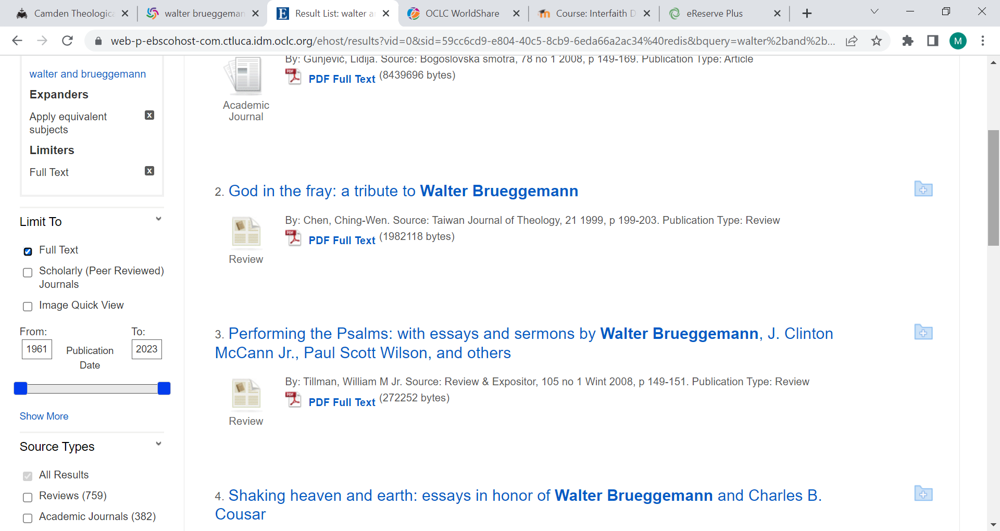 Camden Theologica
walter brueggeman
Result List: walter a
OCLC WorldShare
Course: Interfaith D
eReserve Plus
web-p-ebscohost-com.ctluca.idm.oclc.org/ehost/results?vid=0&sid=59cc6cd9-e804-40c5-8cb9-6eda66a2ac34%40redis&bquery=walter%2band%2b...
M
walter and brueggemann
Expanders
Apply equivalent
subjects
Limiters
Full Text
Limit To
Full Text
Scholarly (Peer Reviewed)
Journals
Image Quick View
From:
To:
1961
Publication
Date
2023
Show More
Source Types
All Results
Reviews (759)
Academic Journals (382)
By: Gunjević, Lidija. Source: Bogoslovska smotra, 78 no 1 2008, p 149-169. Publication Type: Article
PDF Full Text (8439696 bytes)
Academic
Journal
2. God in the fray: a tribute to Walter Brueggemann
By: Chen, Ching-Wen. Source: Taiwan Journal of Theology, 21 1999, p 199-203. Publication Type: Review
PDF Full Text (1982118 bytes)
Review
3. Performing the Psalms: with essays and sermons by Walter Brueggemann, J. Clinton
McCann Jr., Paul Scott Wilson, and others
By: Tillman, William M Jr. Source: Review & Expositor, 105 no 1 Wint 2008, p 149-151. Publication Type: Review
PDF Full Text (272252 bytes)
Review
4. Shaking heaven and earth: essays in honor of Walter Brueggemann and Charles B.
Cousar